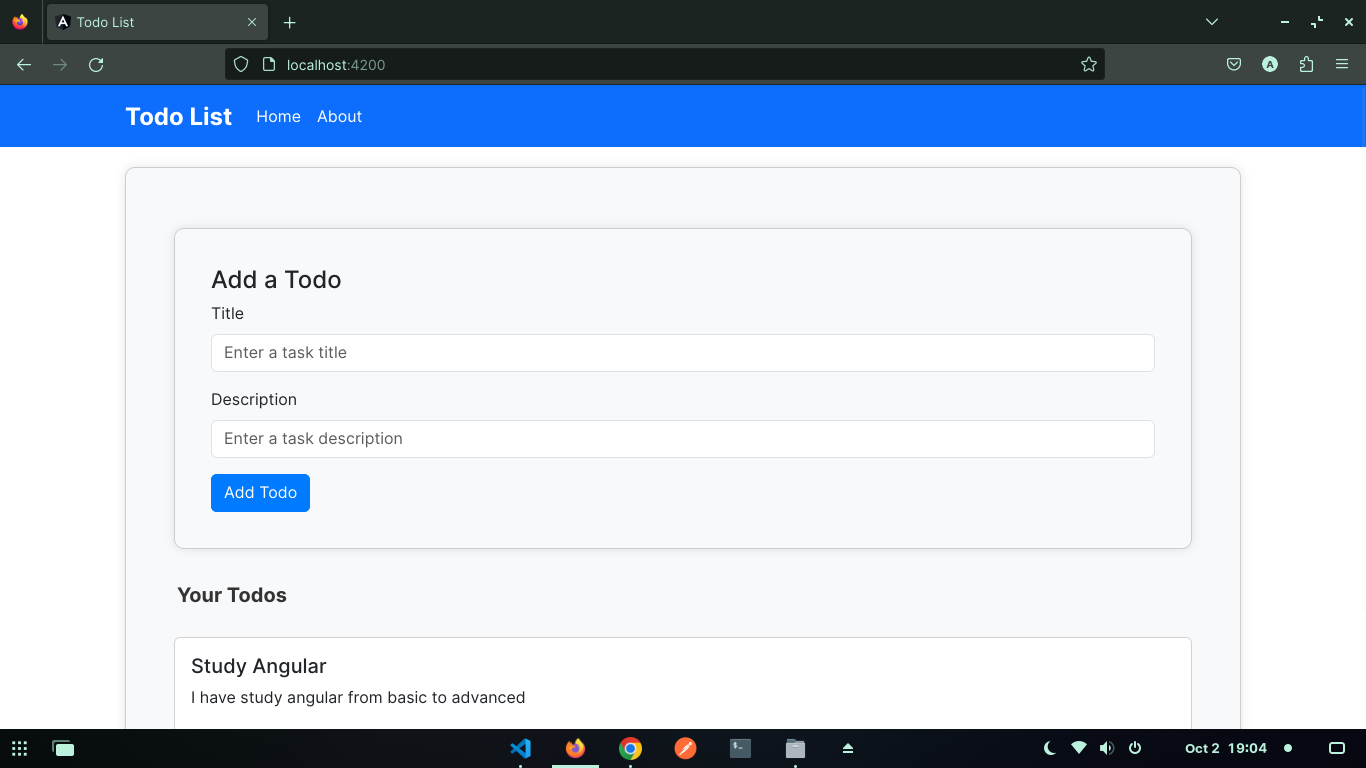 Todo List
localhost:4200
A
Todo List Home About
Add a Todo
Title
Enter a task title
Description
Enter a task description
Add Todo
Your Todos
Study Angular
I have study angular from basic to advanced
Oct 2 19:04